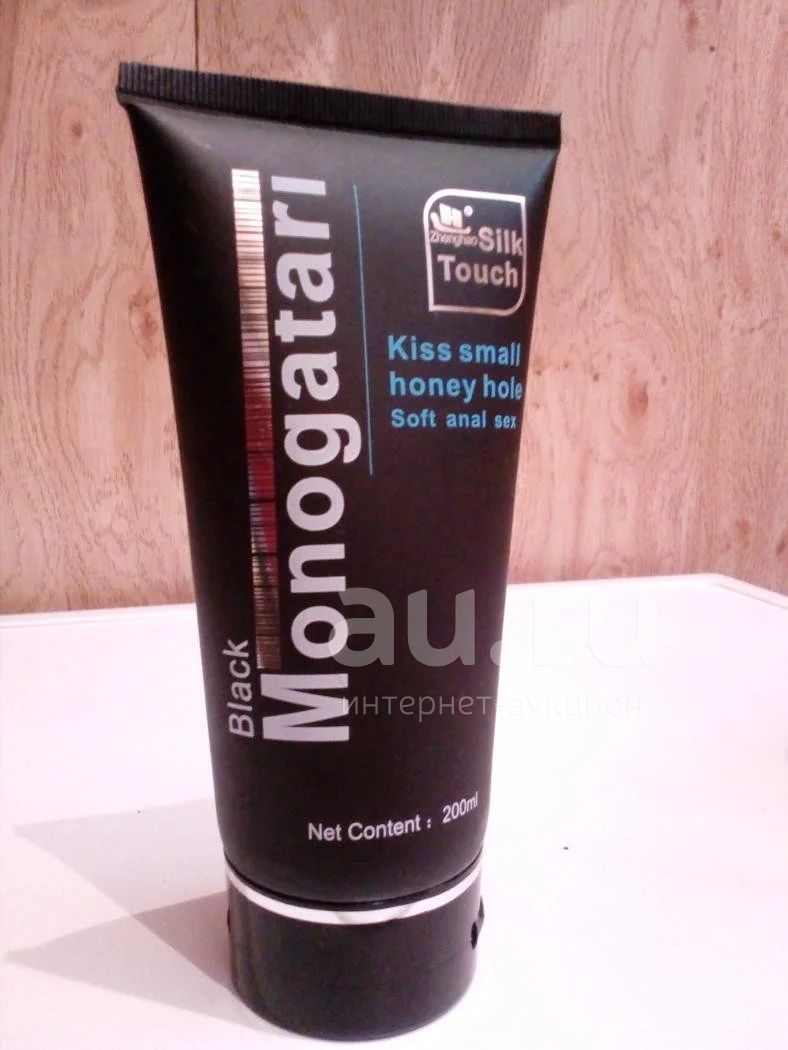 Black
Monogatari
Zhenghao Silk
Touch
Kiss small
honey hole
Soft anal sex
Net Content : 200ml
au.ru
интернет-аукцион